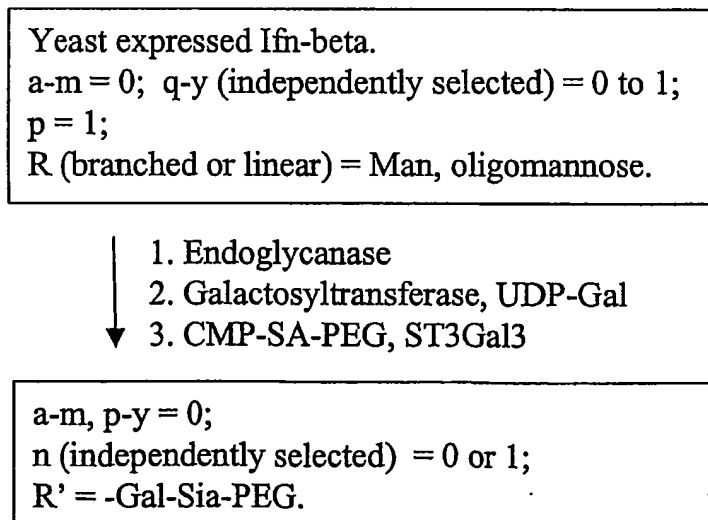 Yeast expressed Ifn-beta.
a-m = 0; q-y (independently selected) = 0 to 1;
p = 1;
R (branched or linear) = Man, oligomannose.
1. Endoglycanase
2. Galactosyltransferase, UDP-Gal
3. CMP-SA-PEG, ST3Gal3
a-m, p-y = 0;
n (independently selected) = 0 or 1;
R' = -Gal-Sia-PEG.